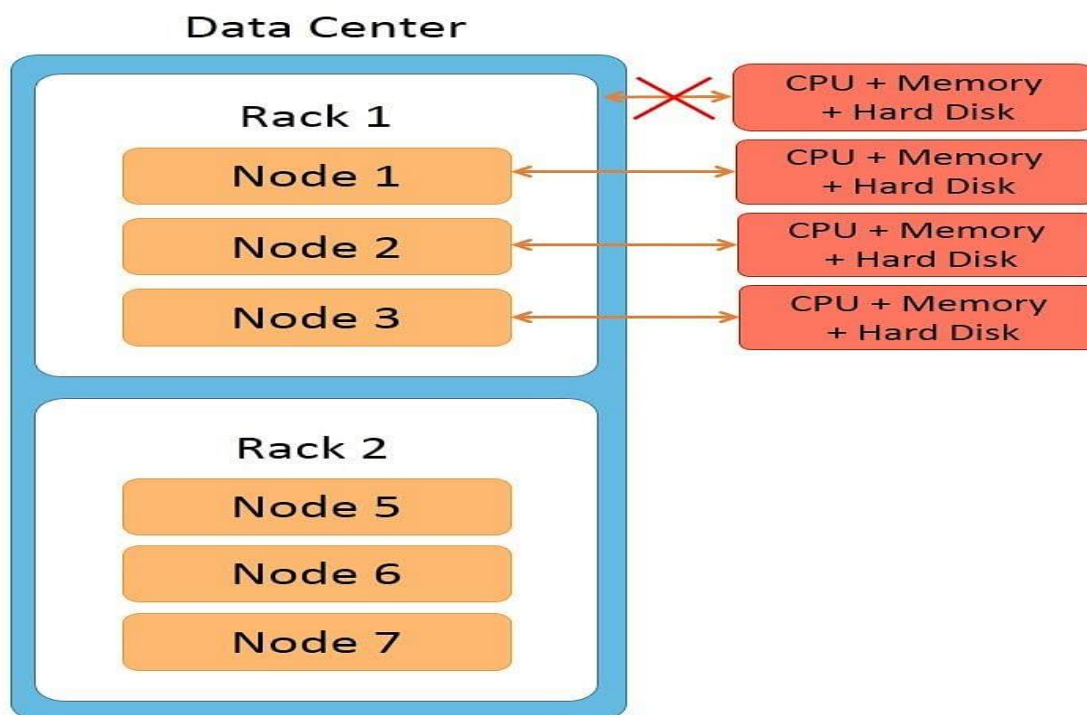 Data Center
Rack 1
Node 1
Node 2
Node 3
CPU + Memory
+ Hard Disk
CPU + Memory
+ Hard Disk
CPU + Memory
+ Hard Disk
CPU + Memory
+ Hard Disk
Rack 2
Node 5
Node 6
Node 7